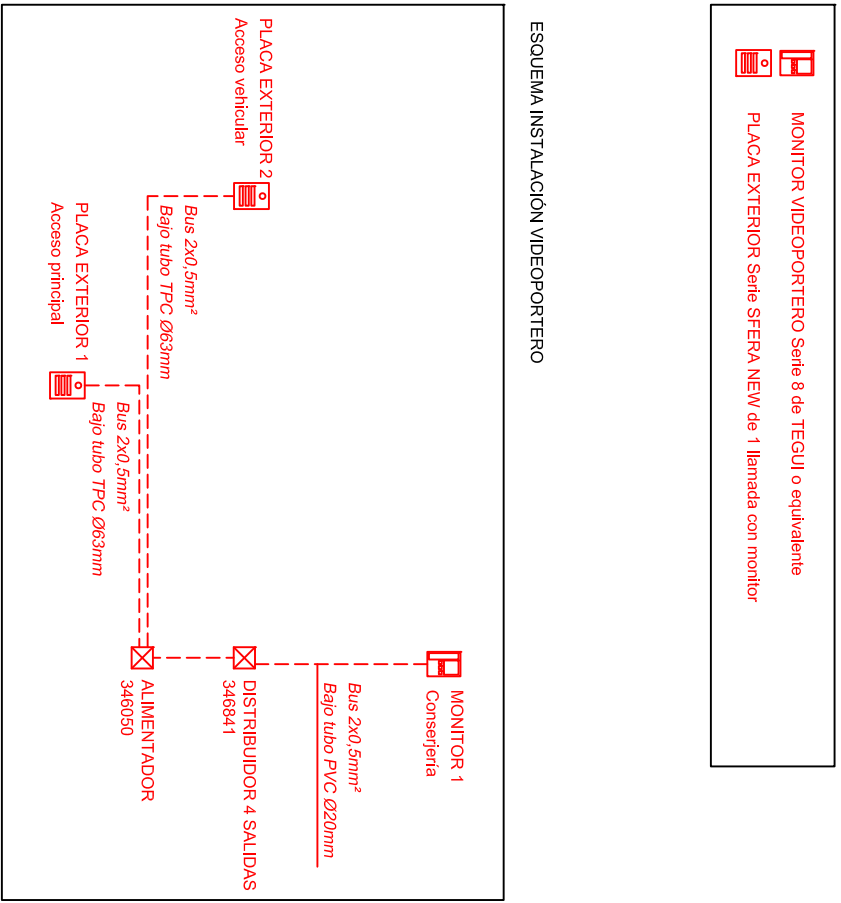 MONITOR VIDEOPORTERO Serie 8 de TEGUI o equivalente
PLACA EXTERIOR Serie SFERA NEW de 1 llamada con monitor
ESQUEMA INSTALACIÓN VIDEOPORTERO
MONITOR 1
Conserjería
Bus 2x0,5mm²
Bajo tubo PVC Ø20mm
DISTRIBUIDOR 4 SALIDAS
346841
ALIMENTADOR
346050
PLACA EXTERIOR 2
Acceso vehicular
Bus 2x0,5mm²
Bajo tubo TPC Ø63mm
PLACA EXTERIOR 1
Acceso principal
Bus 2x0,5mm²
Bajo tubo TPC Ø63mm